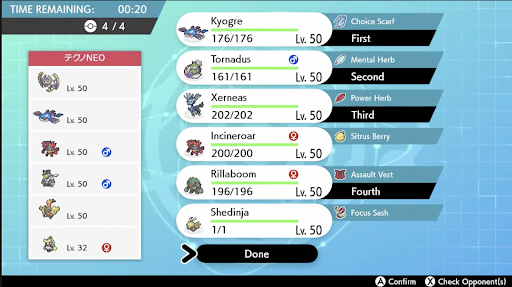 TIME REMAINING: 00:20
4 / 4
テクノNEO
Lv. 50
Lv. 50
Lv. 50
Lv. 50
Lv. 50
Lv. 32
Kyogre
176/176 Lv. 50
Choice Scarf
First
Tornadus
161/161 Lv. 50
Mental Herb
Second
Xerneas
202/202 Lv. 50
Power Herb
Third
Incineroar
200/200 Lv. 50
Sitrus Berry
Rillaboom
196/196 Lv. 50
Assault Vest
Fourth
Shedinja
1/1 Lv. 50
Focus Sash
Done
A Confirm X Check Opponent(s)